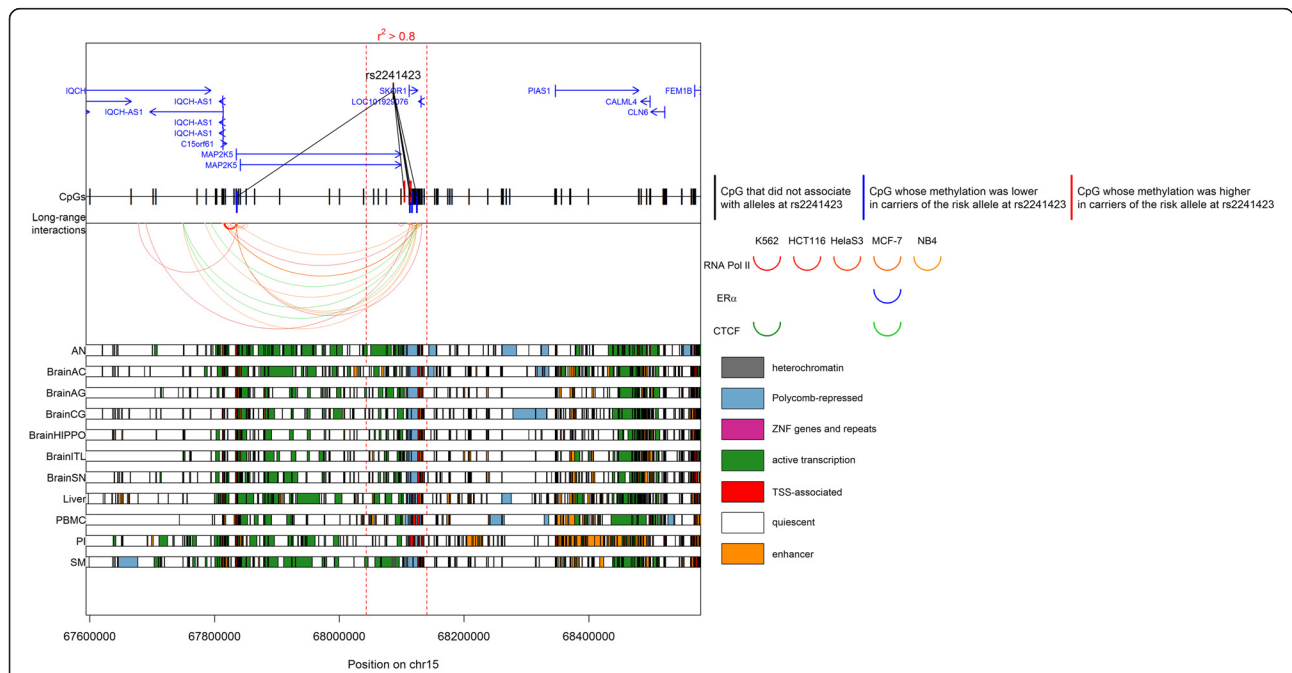 r² > 0.8
rs2241423
IQCH
IQCH-AS1
SKOR1
PIAS1
FEM1B
LOC101929076
CALML4
IQCH-AS1
CLN6
IQCH-AS1
IQCH-AS1
C15orf61
MAP2K5
MAP2K5
CpGs
Long-range
interactions
CpG that did not associate
with alleles at rs2241423
CpG whose methylation was lower
in carriers of the risk allele at rs2241423
CpG whose methylation was higher
in carriers of the risk allele at rs2241423
K562 HCT116 HelaS3 MCF-7 NB4
RNA Pol II
ERα
CTCF
AN
BrainAC
BrainAG
BrainCG
BrainHIPPO
BrainITL
BrainSN
Liver
PBMC
PI
SM
heterochromatin
Polycomb-repressed
ZNF genes and repeats
active transcription
TSS-associated
quiescent
enhancer
67600000 67800000 68000000 68200000 68400000
Position on chr15